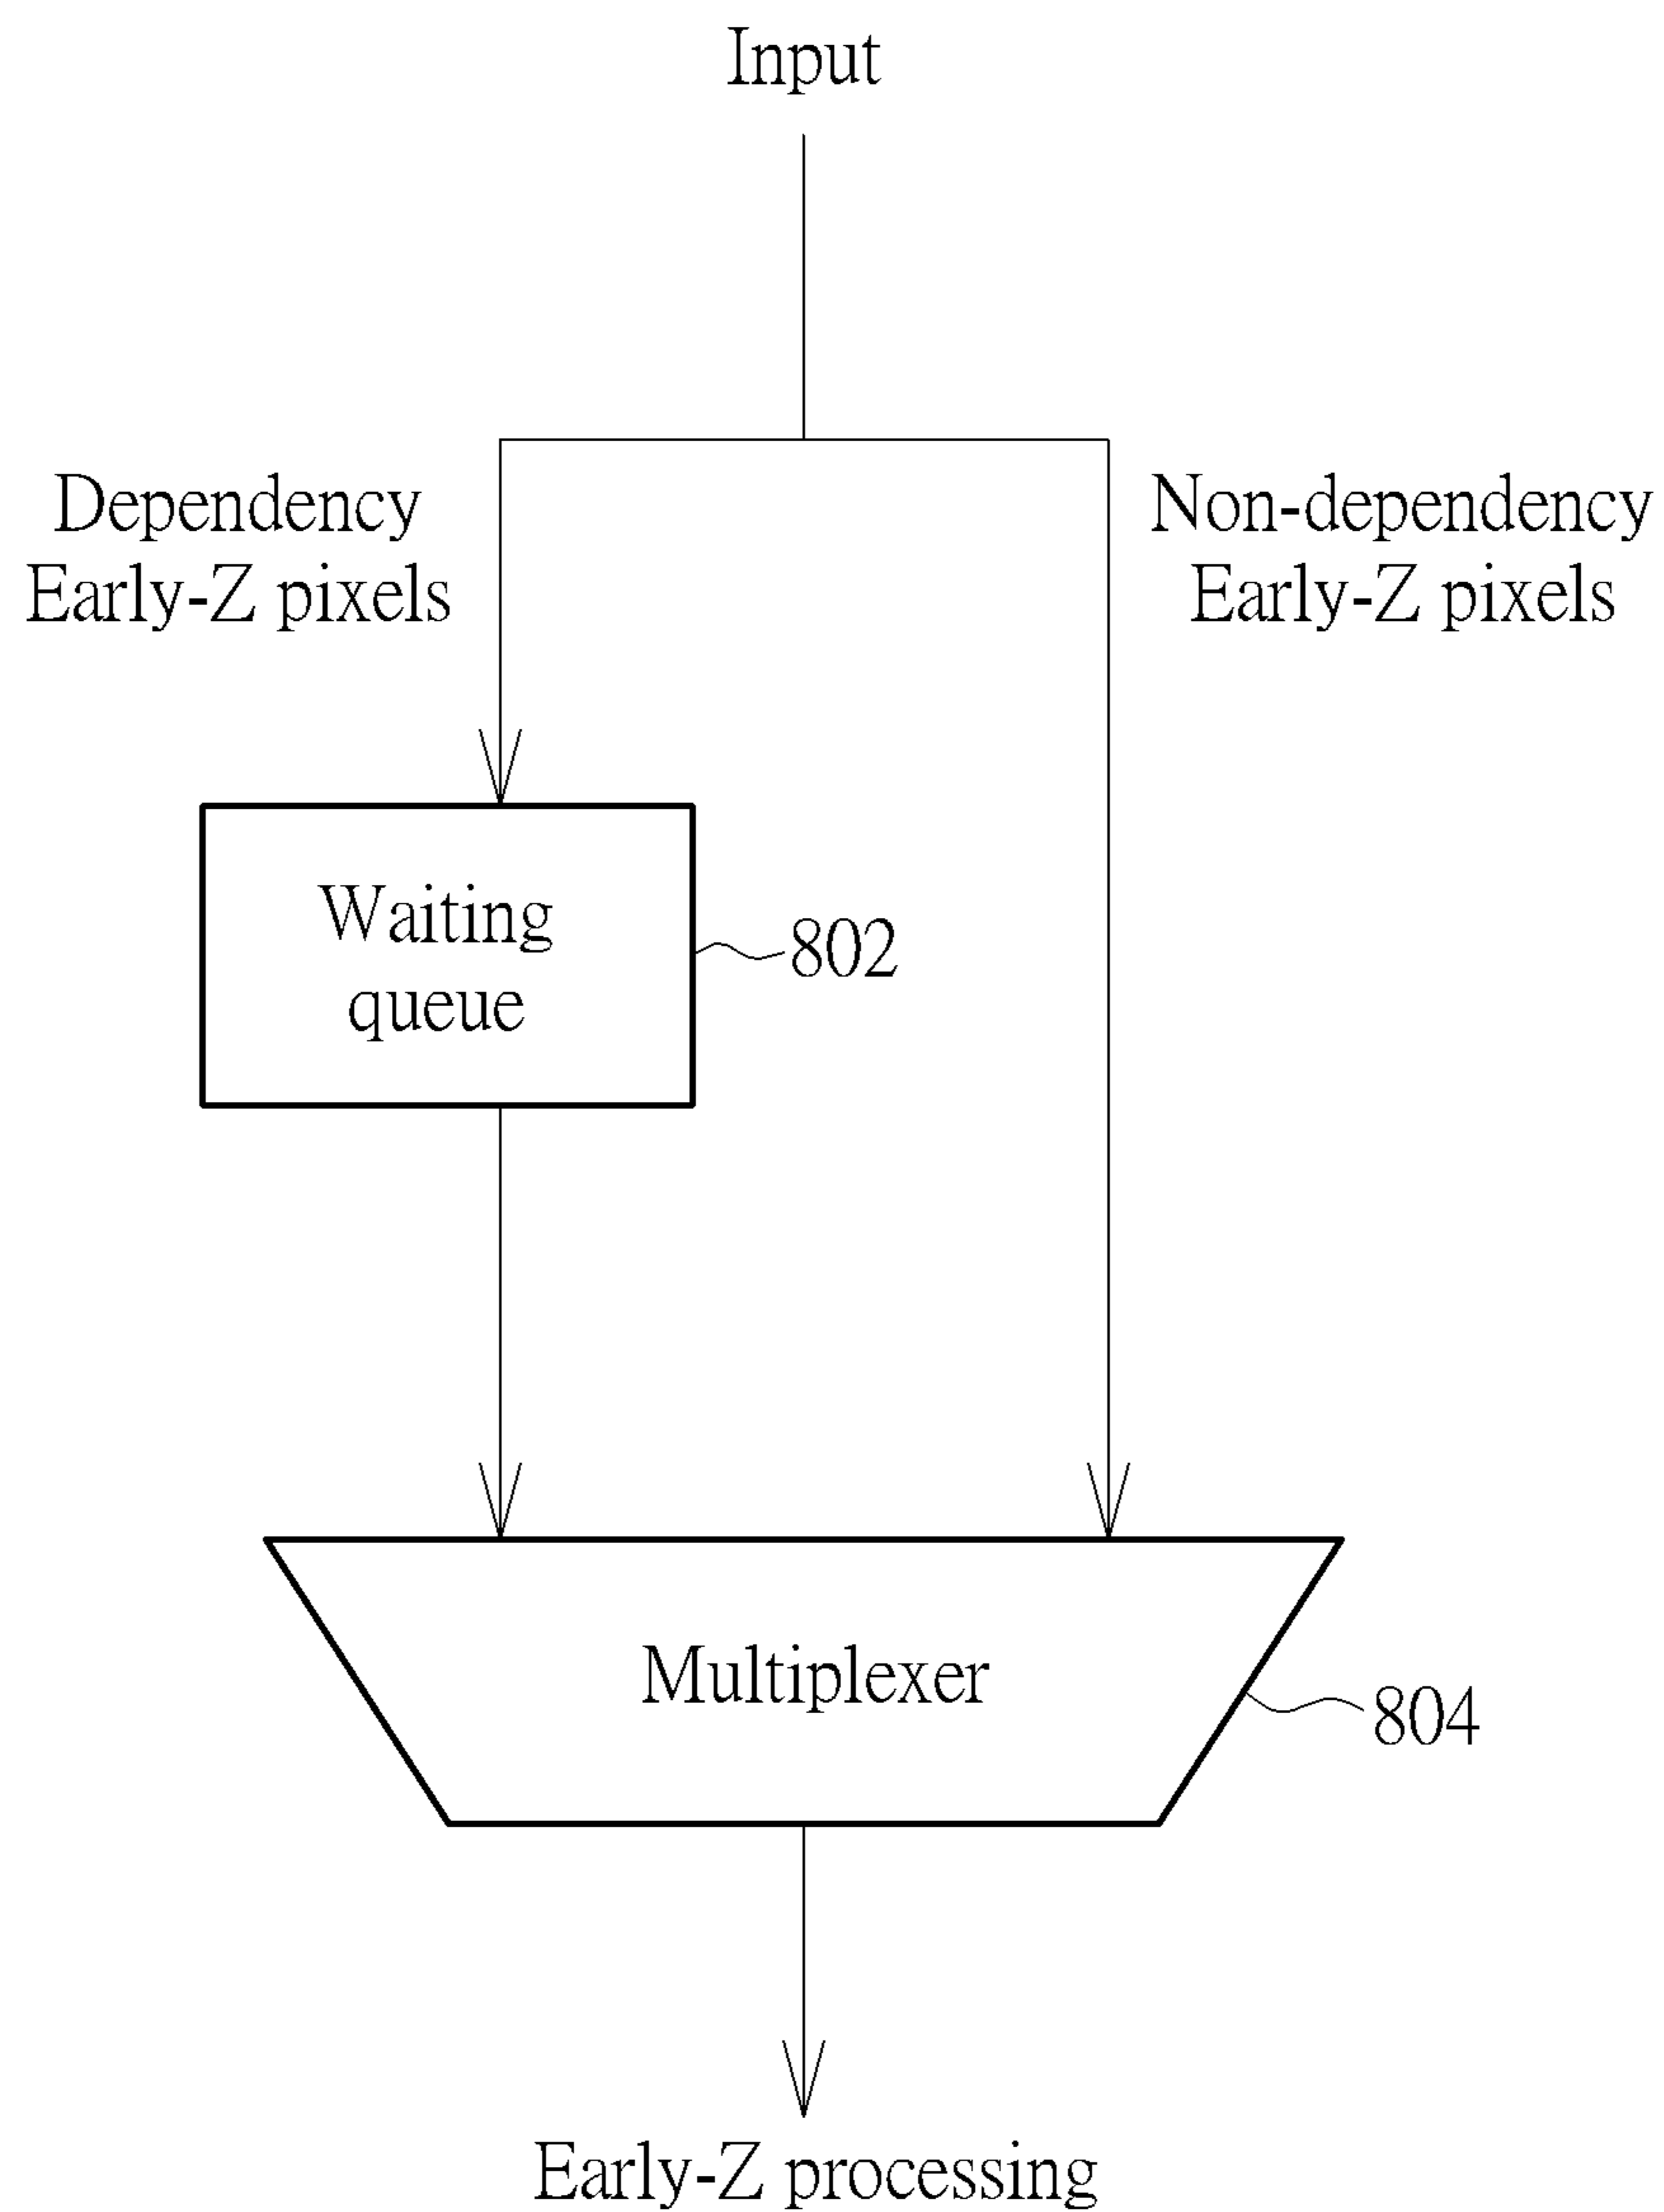 Input
Dependency
Early-Z pixels
Non-dependency
Early-Z pixels
Waiting
queue
802
Multiplexer
804
Early-Z processing